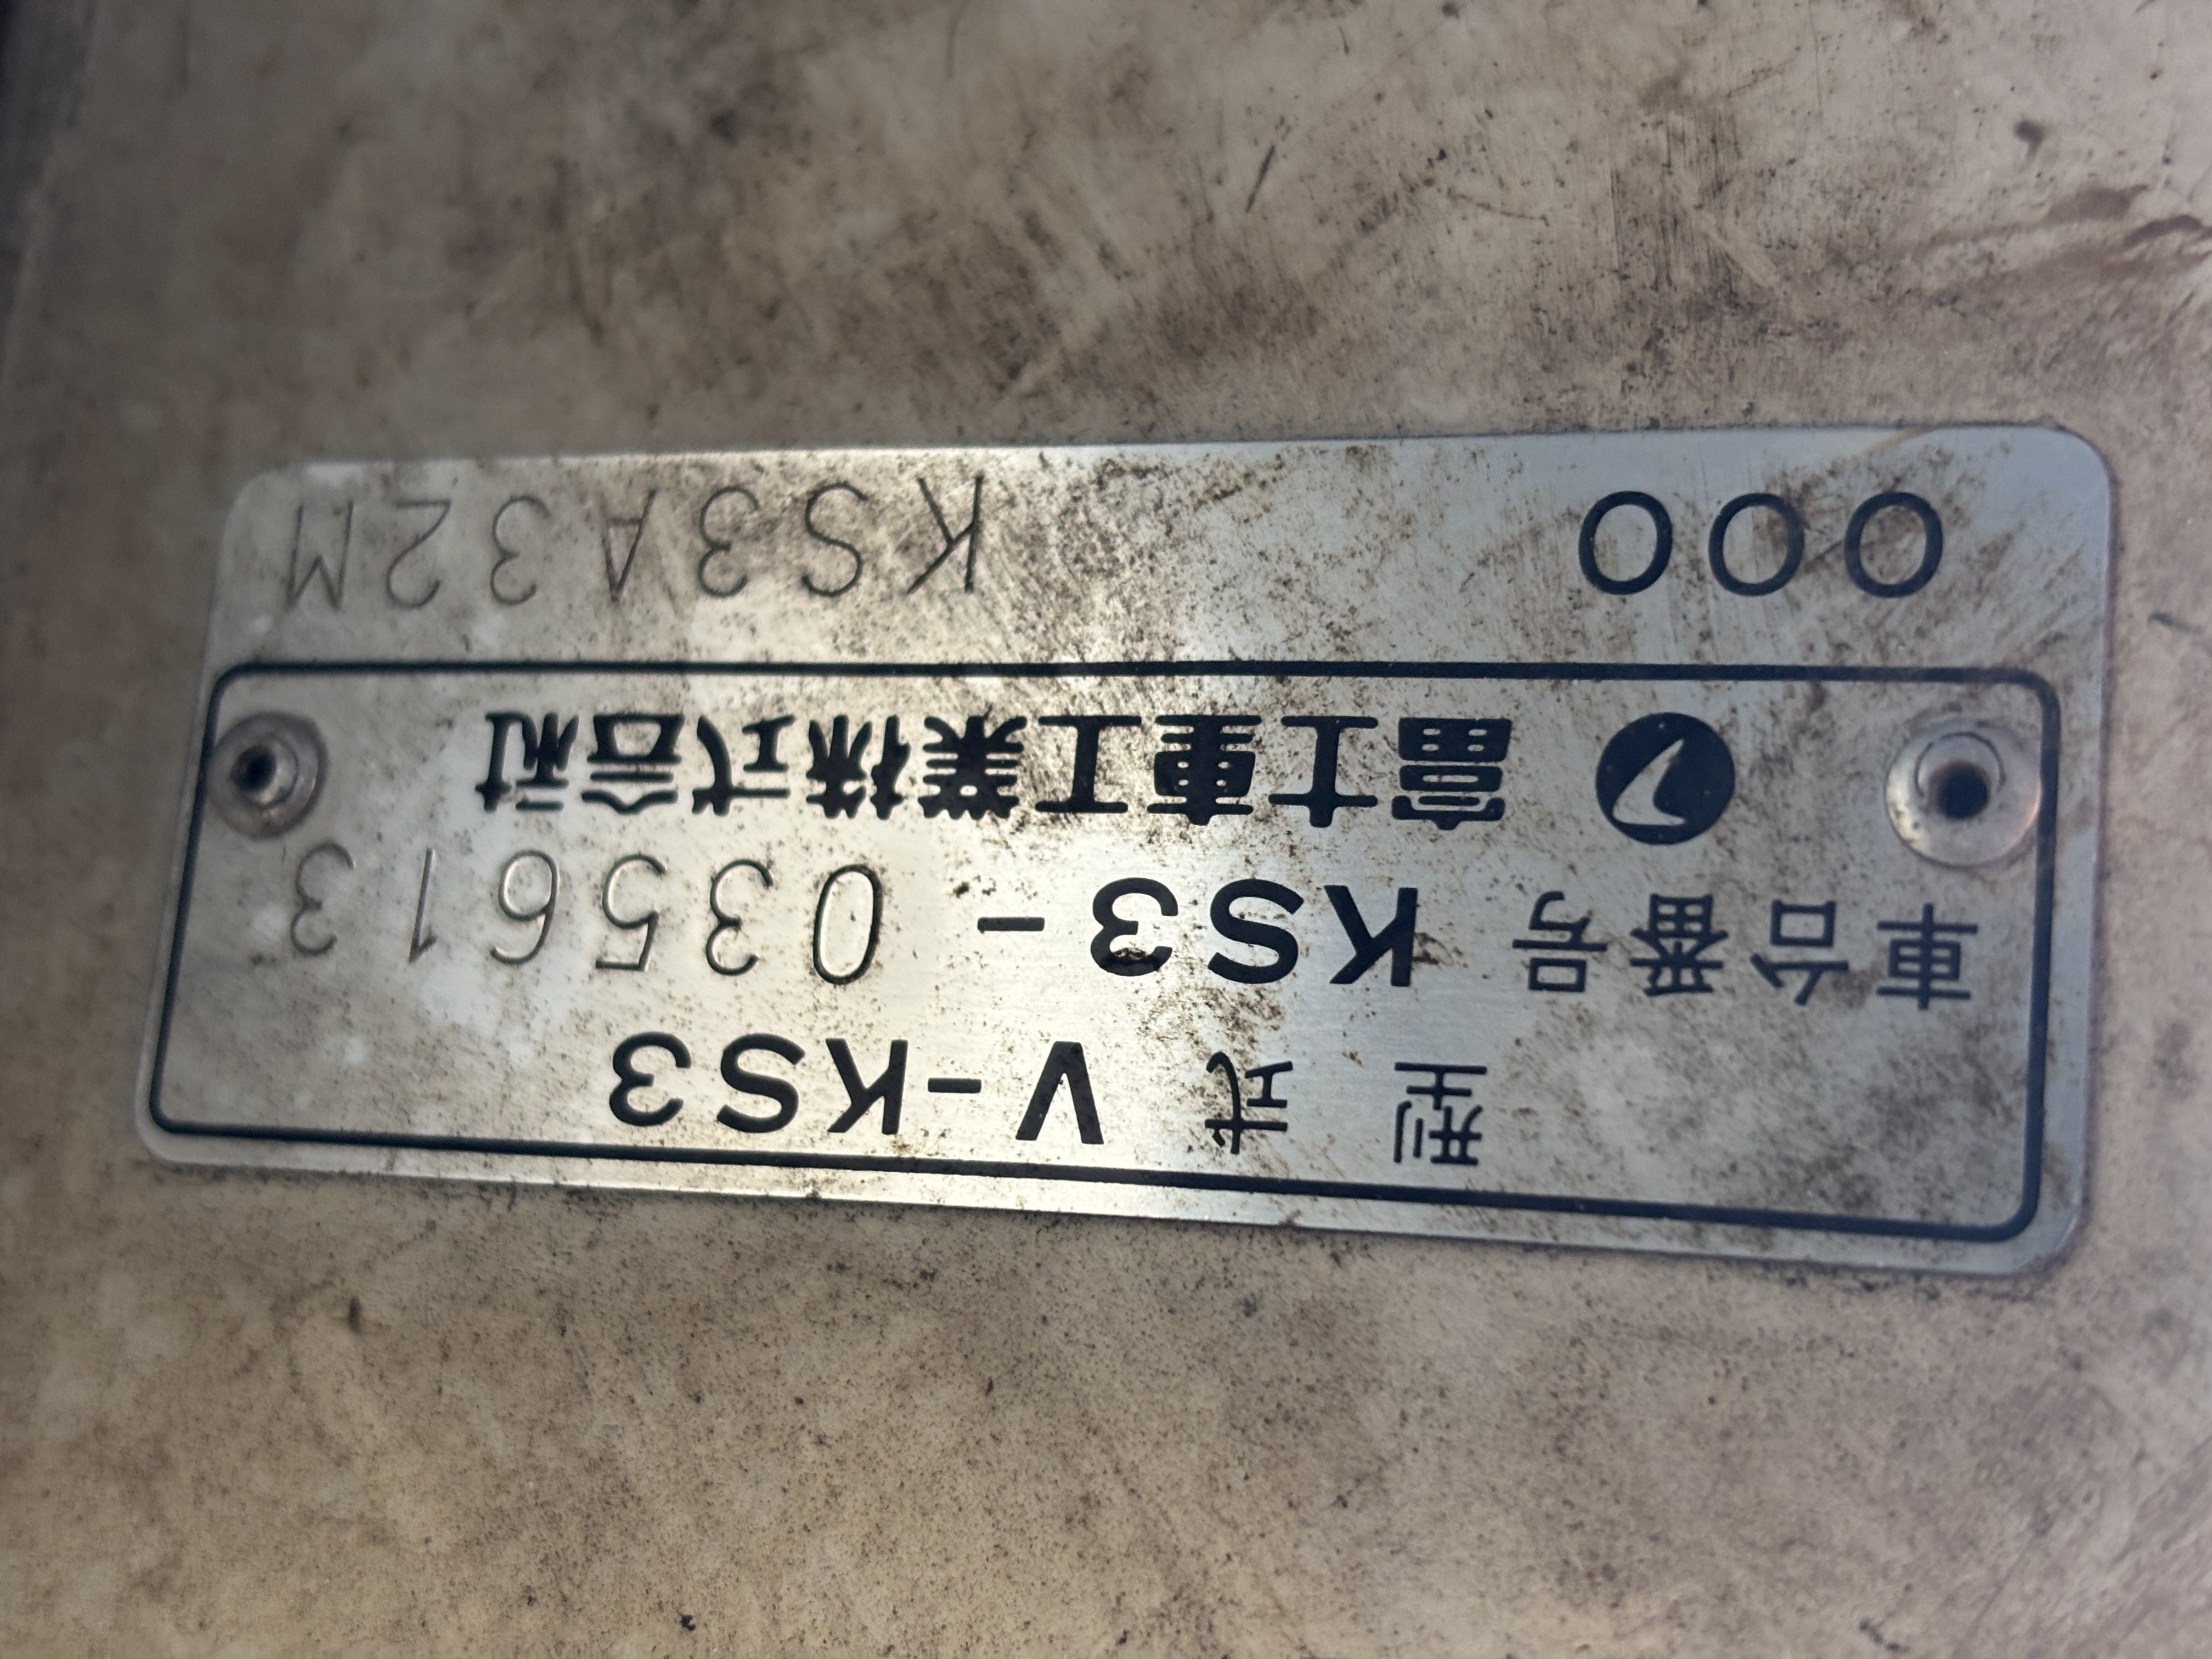 型式 V-KS3
車台番号 KS3-035613
富士重工業株式会社
000 KS3A32M